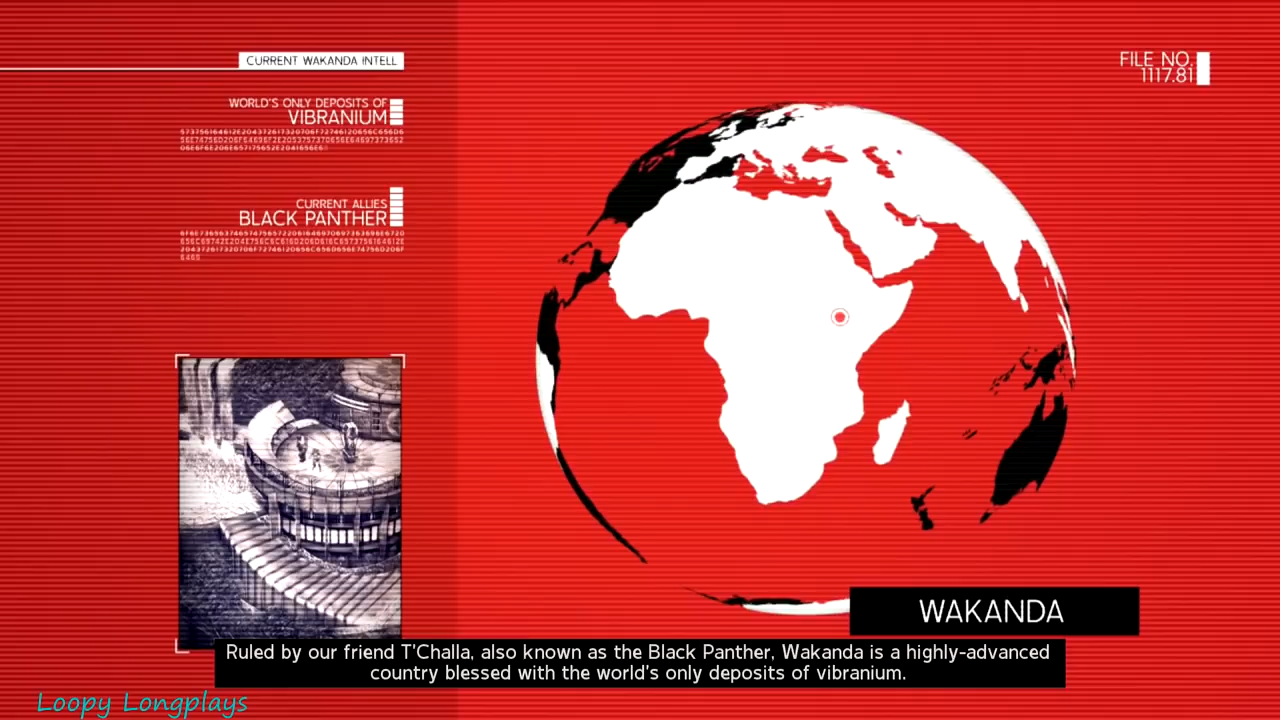 CURRENT WAKANDA INTELL
FILE NO.
1117.81
WORLD'S ONLY DEPOSITS OF
VIBRANIUM
CURRENT ALLIES
BLACK PANTHER
WAKANDA
Ruled by our friend T'Challa, also known as the Black Panther, Wakanda is a highly-advanced
country blessed with the world's only deposits of vibranium.
Loopy Longplays